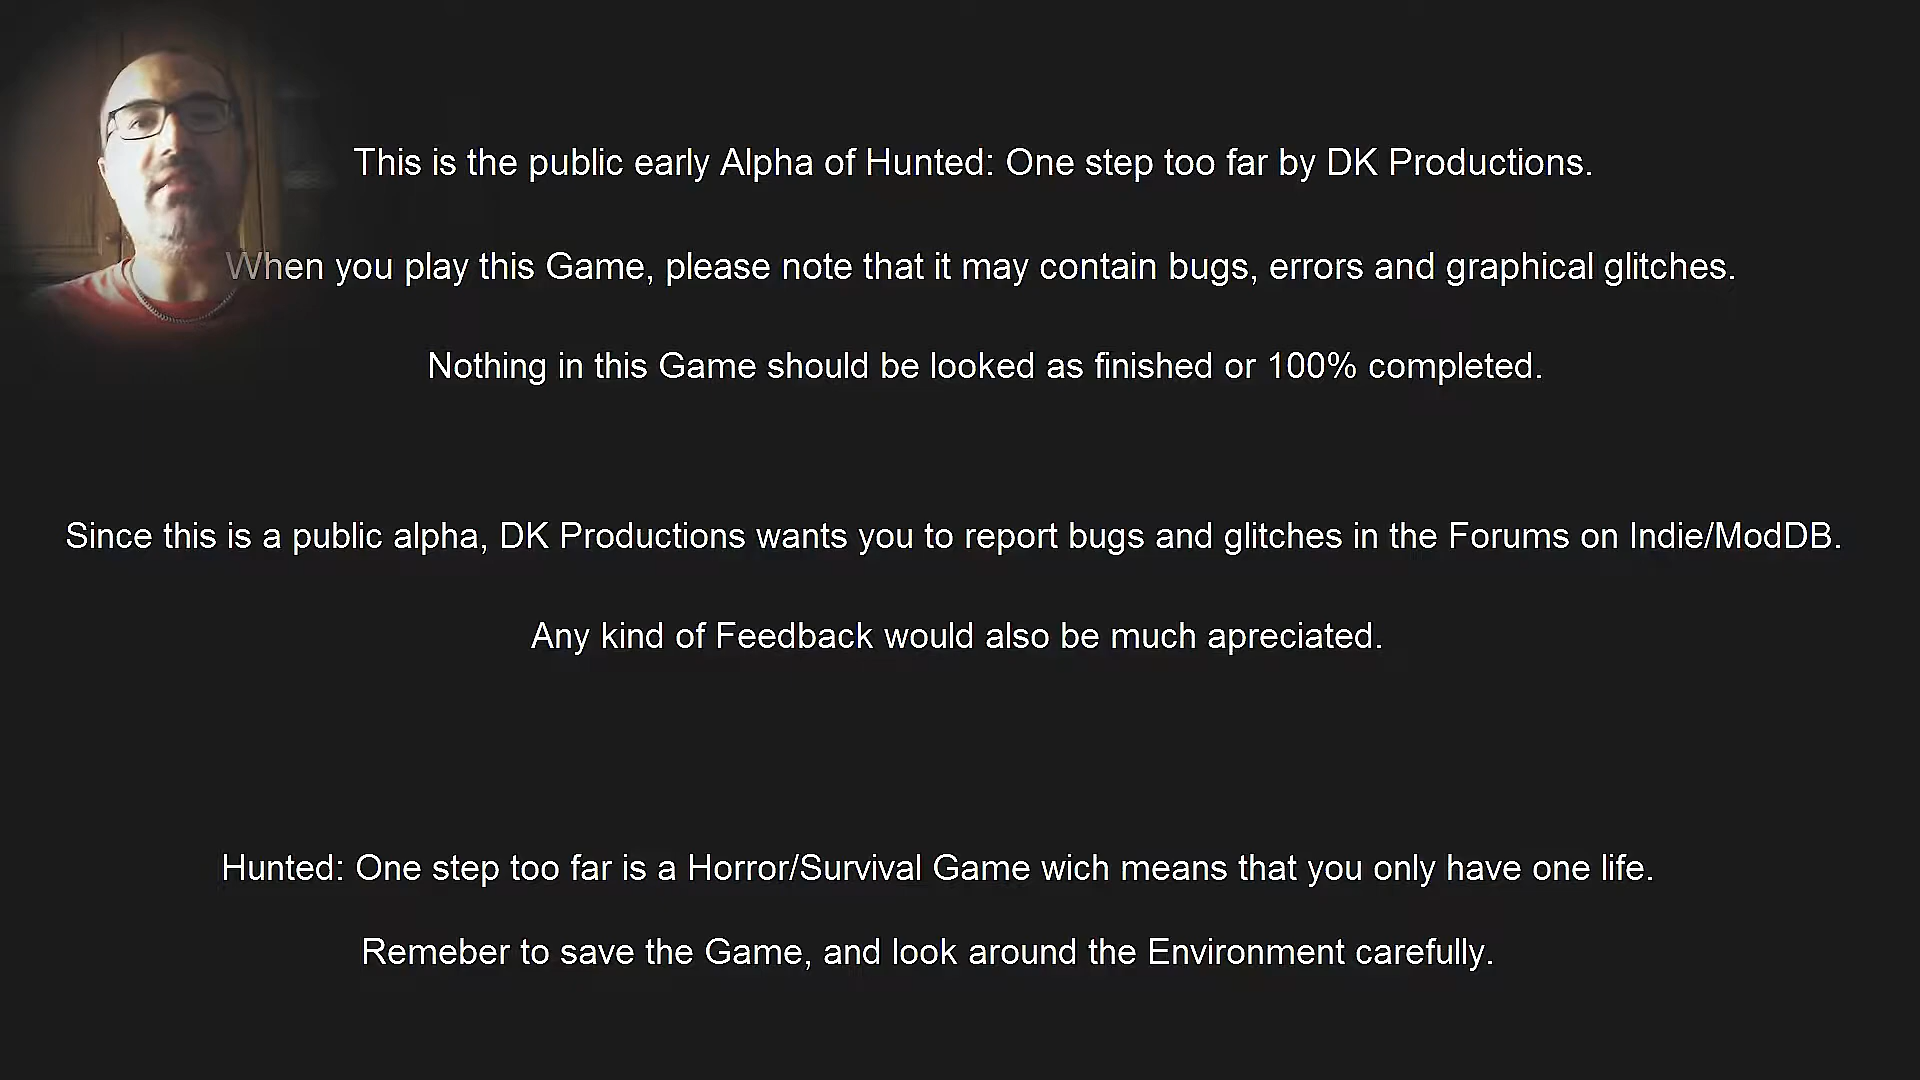 This is the public early Alpha of Hunted: One step too far by DK Productions.
When you play this Game, please note that it may contain bugs, errors and graphical glitches.
Nothing in this Game should be looked as finished or 100% completed.
Since this is a public alpha, DK Productions wants you to report bugs and glitches in the Forums on Indie/ModDB.
Any kind of Feedback would also be much apreciated.
Hunted: One step too far is a Horror/Survival Game wich means that you only have one life.
Remeber to save the Game, and look around the Environment carefully.